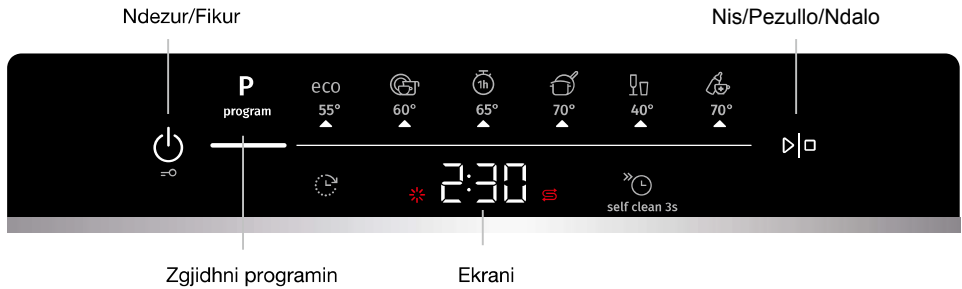 Ndezur/Fikur
Nis/Pezullo/Ndalo
P
program
eco
1h
55°
60°
65°
70°
40°
70°
2:30
self clean 3s
Zgjidhni programin
Ekrani